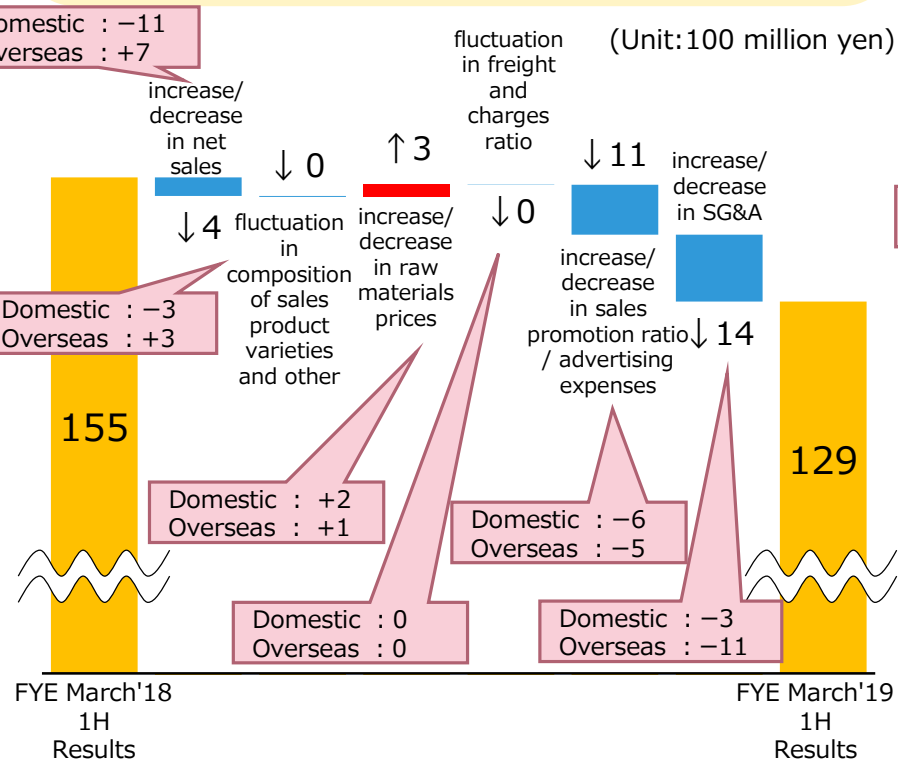 (Unit:100 million yen)
: −11
: +7
increase/
decrease
in net
sales
↓4
↓0
fluctuation
in
composition
of sales
product
varieties
and other
Domestic : −3
Overseas : +3
↑3
increase/
decrease
in raw
materials
prices
Domestic : +2
Overseas : +1
fluctuation
in freight
and
charges
ratio
↓0
Domestic : 0
Overseas : 0
↓11
increase/
decrease
in sales
promotion ratio
/ advertising
expenses
Domestic : −6
Overseas : −5
increase/
decrease
in SG&A
↓14
Domestic : −3
Overseas : −11
155
129
FYE March'18
1H
Results
FYE March'19
1H
Results